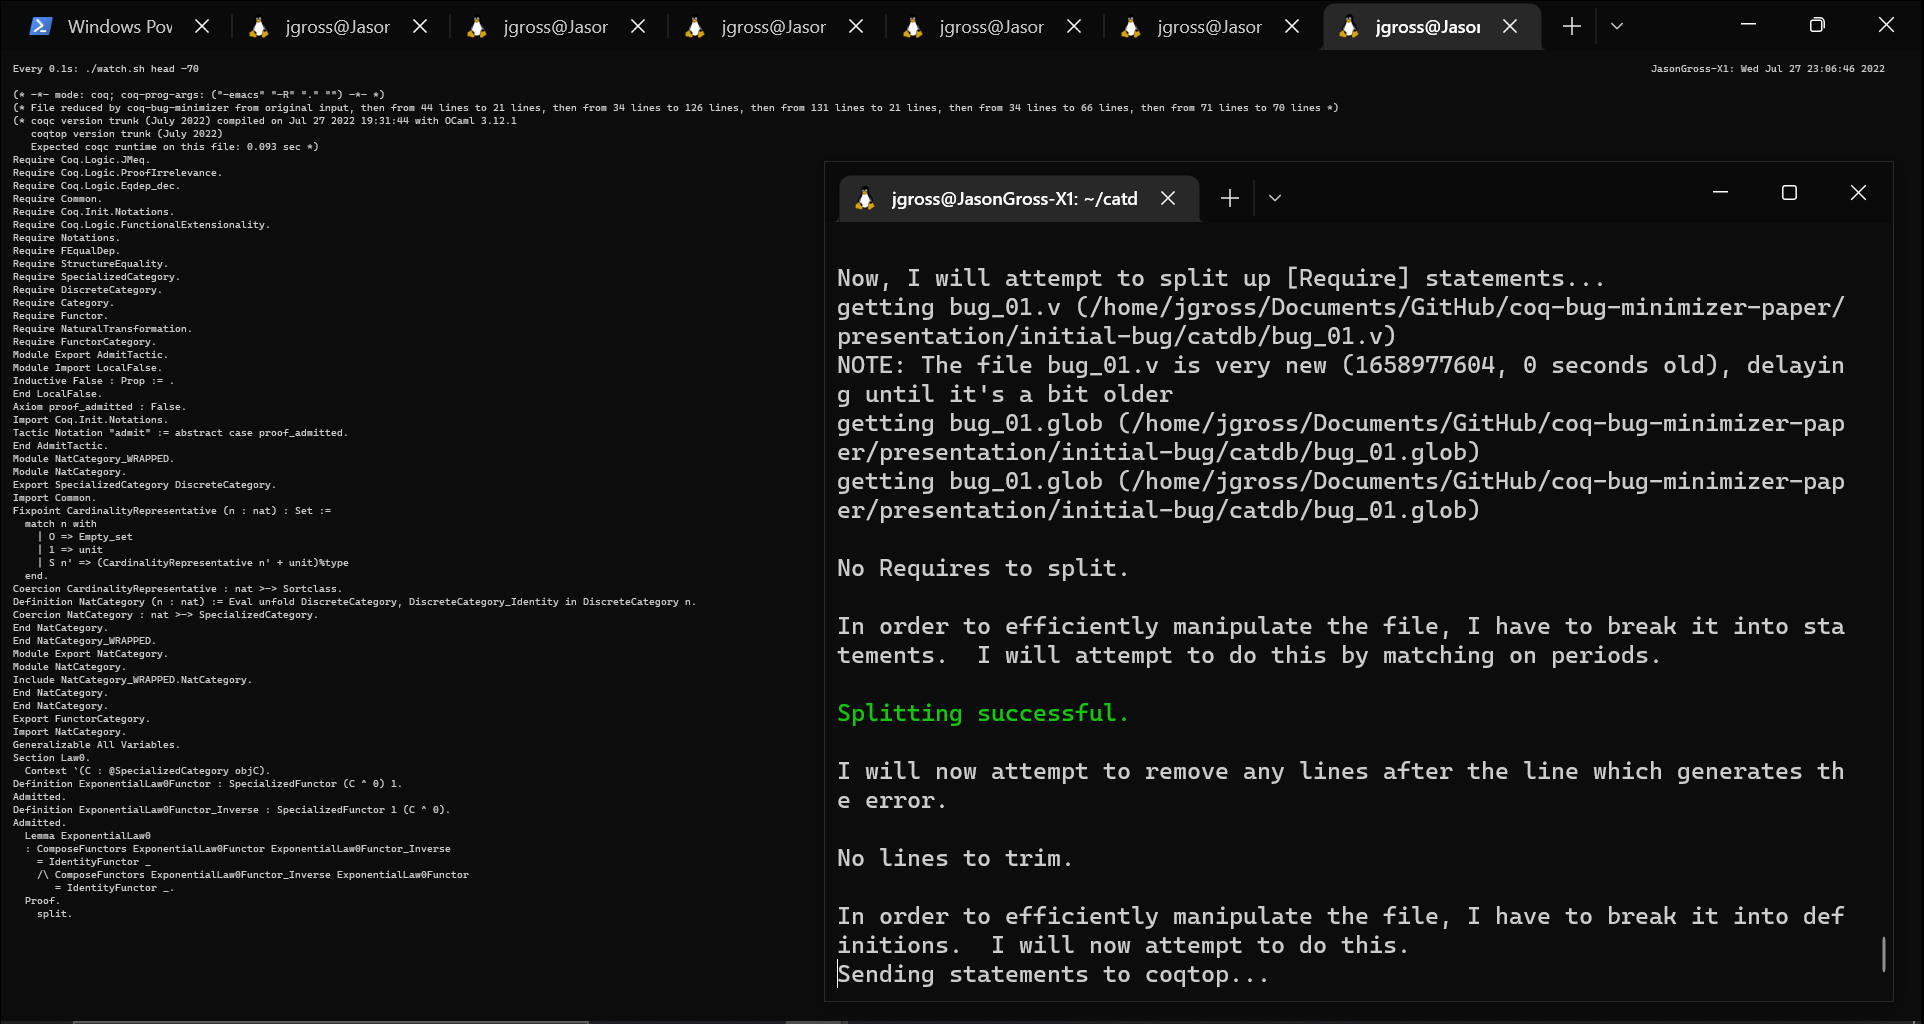 Windows Pow
jgross@Jason
jgross@Jason
jgross@Jason
jgross@Jason
jgross@Jason
jgross@Jason
Every 0.1s: ./watch.sh head -70
JasonGross-X1: Wed Jul 27 23:06:46 2022
(* -*- mode: coq; coq-prog-args: ("-emacs" "-R" "." "") -*- *)
(* File reduced by coq-bug-minimizer from original input, then from 44 lines to 21 lines, then from 34 lines to 126 lines, then from 131 lines to 21 lines, then from 34 lines to 66 lines, then from 71 lines to 70 lines *)
(* coqc version trunk (July 2022) compiled on Jul 27 2022 19:31:44 with OCaml 3.12.1
coqtop version trunk (July 2022)
Expected coqc runtime on this file: 0.093 sec *)
Require Coq.Logic.JMeq.
Require Coq.Logic.ProofIrrelevance.
Require Coq.Logic.Eqdep_dec.
Require Common.
Require Coq.Init.Notations.
Require Coq.Logic.FunctionalExtensionality.
Require Notations.
Require FEqualDep.
Require StructureEquality.
Require SpecializedCategory.
Require DiscreteCategory.
Require Category.
Require Functor.
Require NaturalTransformation.
Require FunctorCategory.
Module Export AdmitTactic.
Module Import LocalFalse.
Inductive False : Prop := .
End LocalFalse.
Axiom proof_admitted : False.
Import Coq.Init.Notations.
Tactic Notation "admit" := abstract case proof_admitted.
End AdmitTactic.
Module NatCategory_WRAPPED.
Module NatCategory.
Export SpecializedCategory DiscreteCategory.
Import Common.
Fixpoint CardinalityRepresentative (n : nat) : Set :=
match n with
| O => Empty_set
| 1 => unit
| S n' => (CardinalityRepresentative n' + unit)%type
end.
Coercion CardinalityRepresentative : nat >-> Sortclass.
Definition NatCategory (n : nat) := Eval unfold DiscreteCategory, DiscreteCategory_Identity in DiscreteCategory n.
Coercion NatCategory : nat >-> SpecializedCategory.
End NatCategory.
End NatCategory_WRAPPED.
Module Export NatCategory.
Module NatCategory.
Include NatCategory_WRAPPED.NatCategory.
End NatCategory.
End NatCategory.
Export FunctorCategory.
Import NatCategory.
Generalizable All Variables.
Section Law0.
Context `(C : @SpecializedCategory objC).
Definition ExponentialLaw0Functor : SpecializedFunctor (C ^ 0) 1.
Admitted.
Definition ExponentialLaw0Functor_Inverse : SpecializedFunctor 1 (C ^ 0).
Admitted.
Lemma ExponentialLaw0
: ComposeFunctors ExponentialLaw0Functor ExponentialLaw0Functor_Inverse
= IdentityFunctor _
/\ ComposeFunctors ExponentialLaw0Functor_Inverse ExponentialLaw0Functor
= IdentityFunctor _.
Proof.
split.
jgross@JasonGross-X1: ~/catd
Now, I will attempt to split up [Require] statements...
getting bug_01.v (/home/jgross/Documents/GitHub/coq-bug-minimizer-paper/
presentation/initial-bug/catdb/bug_01.v)
NOTE: The file bug_01.v is very new (1658977604, 0 seconds old), delayin
g until it's a bit older
getting bug_01.glob (/home/jgross/Documents/GitHub/coq-bug-minimizer-pap
er/presentation/initial-bug/catdb/bug_01.glob)
getting bug_01.glob (/home/jgross/Documents/GitHub/coq-bug-minimizer-pap
er/presentation/initial-bug/catdb/bug_01.glob)
No Requires to split.
In order to efficiently manipulate the file, I have to break it into sta
tements.  I will attempt to do this by matching on periods.
Splitting successful.
I will now attempt to remove any lines after the line which generates th
e error.
No lines to trim.
In order to efficiently manipulate the file, I have to break it into def
initions.  I will now attempt to do this.
Sending statements to coqtop...